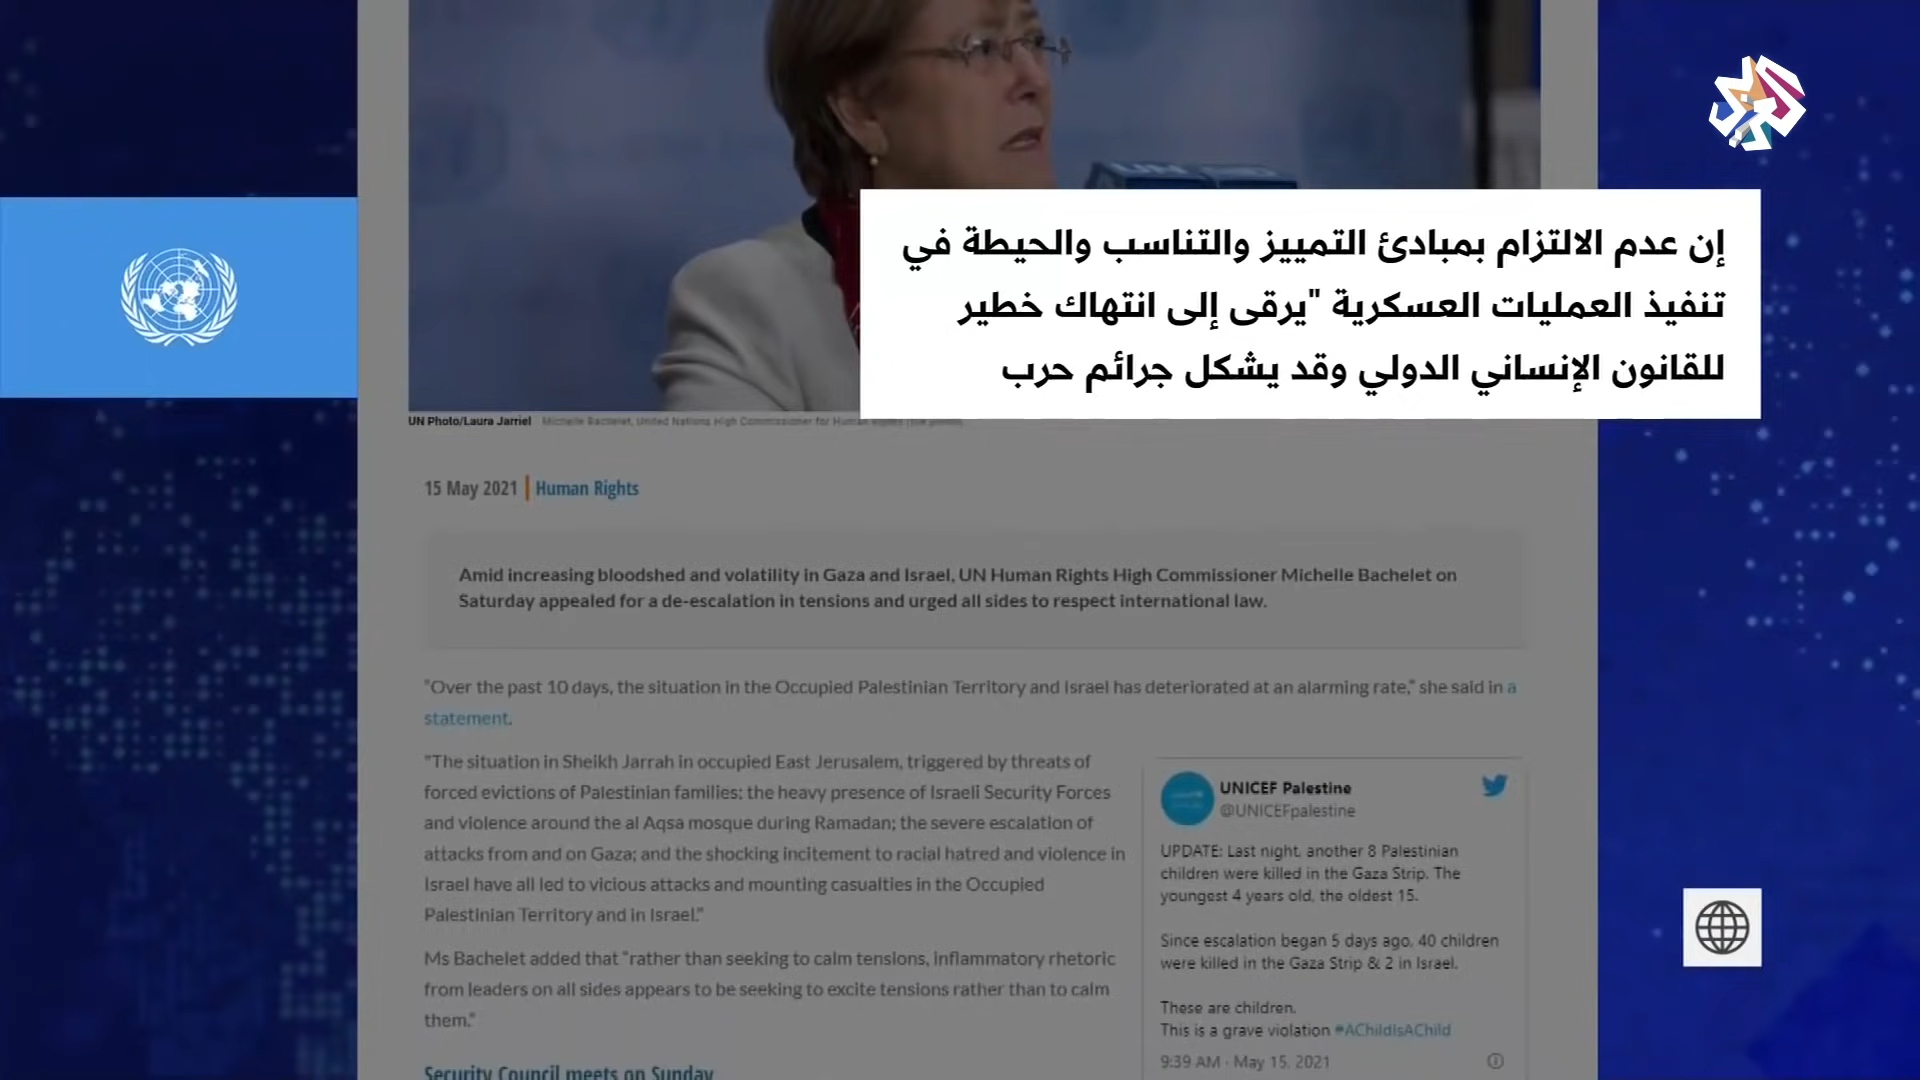 إن عدم الالتزام بمبادئ التمييز والتناسب والحيطة في
تنفيذ العمليات العسكرية "يرقى إلى انتهاك خطير
للقانون الإنساني الدولي وقد يشكل جرائم حرب
UN
UN Photo/Laura Jarriel Michelle Bachelet, United Nations High Commissioner for Human Rights (file photo).
15 May 2021 | Human Rights
Amid increasing bloodshed and volatility in Gaza and Israel, UN Human Rights High Commissioner Michelle Bachelet on
Saturday appealed for a de-escalation in tensions and urged all sides to respect international law.
“Over the past 10 days, the situation in the Occupied Palestinian Territory and Israel has deteriorated at an alarming rate,” she said in a
statement.
“The situation in Sheikh Jarrah in occupied East Jerusalem, triggered by threats of
forced evictions of Palestinian families; the heavy presence of Israeli Security Forces
and violence around the al Aqsa mosque during Ramadan; the severe escalation of
attacks from and on Gaza; and the shocking incitement to racial hatred and violence in
Israel have all led to vicious attacks and mounting casualties in the Occupied
Palestinian Territory and in Israel.”
Ms Bachelet added that “rather than seeking to calm tensions, inflammatory rhetoric
from leaders on all sides appears to be seeking to excite tensions rather than to calm
them.”
Security Council meets on Sunday
UNICEF Palestine
@UNICEFpalestine
UPDATE: Last night, another 8 Palestinian
children were killed in the Gaza Strip. The
youngest 4 years old, the oldest 15.
Since escalation began 5 days ago, 40 children
were killed in the Gaza Strip & 2 in Israel.
These are children.
This is a grave violation #AChildIsAChild
9:39 AM · May 15, 2021